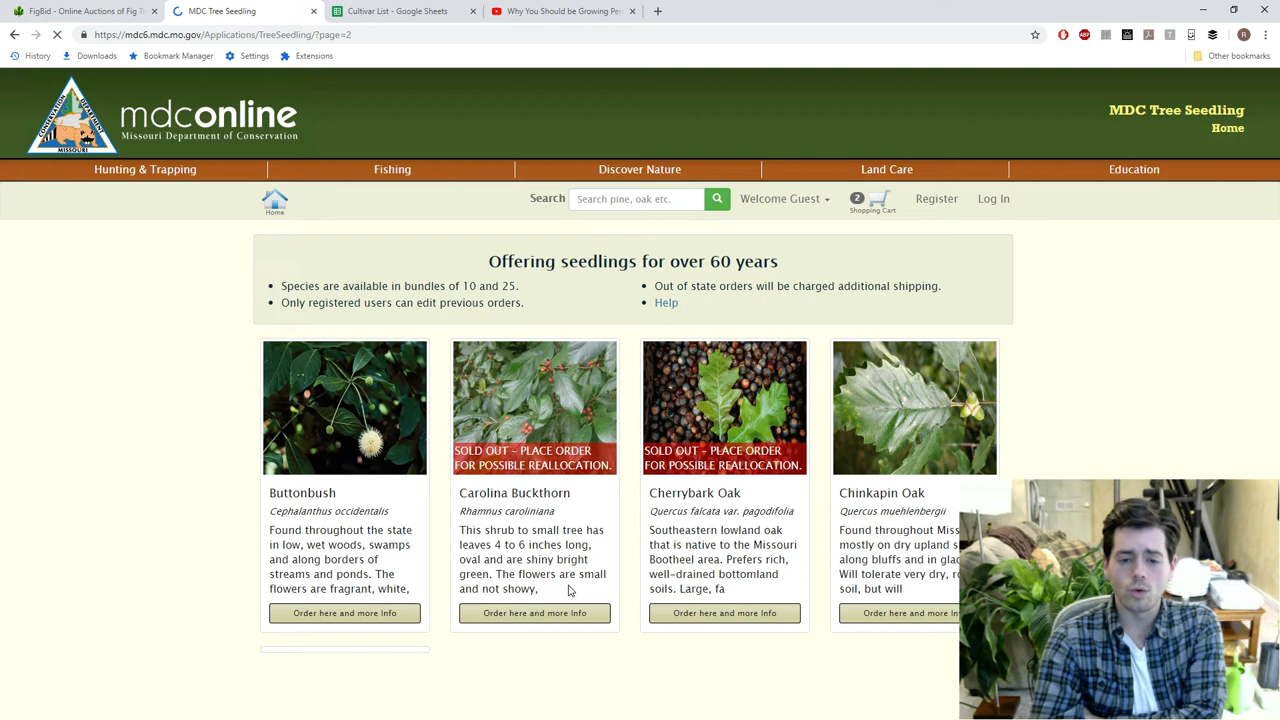 FigBid - Online Auctions of Fig T
MDC Tree Seedling
Cultivar List - Google Sheets
Why You Should be Growing Per
https://mdc6.mdc.mo.gov/Applications/TreeSeedling/?page=2
History
Downloads
Bookmark Manager
Settings
Extensions
Other bookmarks
CONSERVATION
DEPARTMENT
MISSOURI
mdconline
Missouri Department of Conservation
MDC Tree Seedling
Home
Hunting & Trapping
Fishing
Discover Nature
Land Care
Education
Home
Search
Search pine, oak etc.
Welcome Guest
2
Shopping Cart
Register
Log In
Offering seedlings for over 60 years
• Species are available in bundles of 10 and 25.
• Only registered users can edit previous orders.
• Out of state orders will be charged additional shipping.
• Help
Buttonbush
Cephalanthus occidentalis
Found throughout the state
in low, wet woods, swamps
and along borders of
streams and ponds. The
flowers are fragrant, white,
Order here and more Info
SOLD OUT - PLACE ORDER
FOR POSSIBLE REALLOCATION.
Carolina Buckthorn
Rhamnus caroliniana
This shrub to small tree has
leaves 4 to 6 inches long,
oval and are shiny bright
green. The flowers are small
and not showy,
Order here and more Info
SOLD OUT - PLACE ORDER
FOR POSSIBLE REALLOCATION.
Cherrybark Oak
Quercus falcata var. pagodifolia
Southeastern lowland oak
that is native to the Missouri
Bootheel area. Prefers rich,
well-drained bottomland
soils. Large, fa
Order here and more Info
Chinkapin Oak
Quercus muehlenbergii
Found throughout Miss
mostly on dry upland s
along bluffs and in glac
Will tolerate very dry, r
soil, but will
Order here and more Inf